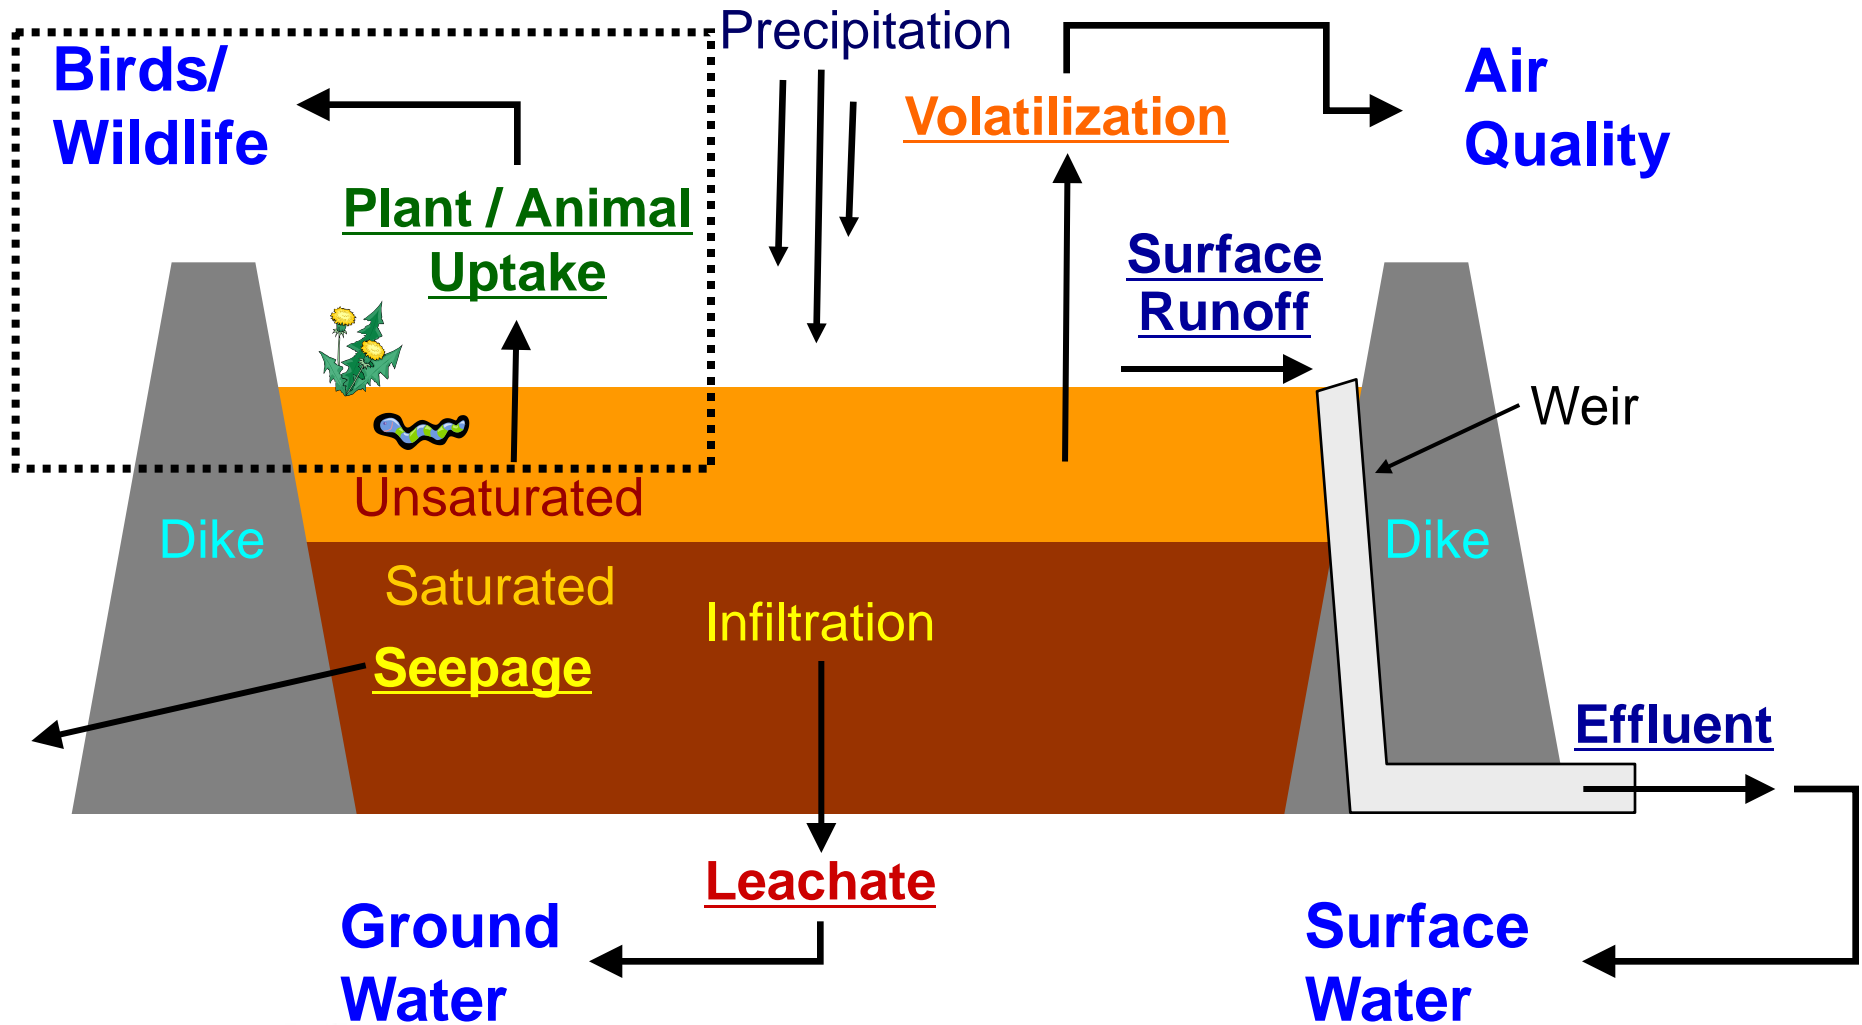 Precipitation
Birds/
Wildlife
Volatilization
Air
Quality
Plant / Animal
Uptake
Surface
Runoff
Weir
Unsaturated
Dike
Dike
Saturated
Infiltration
Seepage
Effluent
Leachate
Ground
Water
Surface
Water